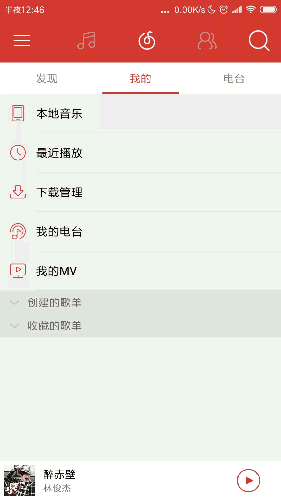 半夜12:46
... 0.00K/s
发现 我的 电台
本地音乐
最近播放
下载管理
我的电台
我的MV
创建的歌单
收藏的歌单
醉赤壁
林俊杰